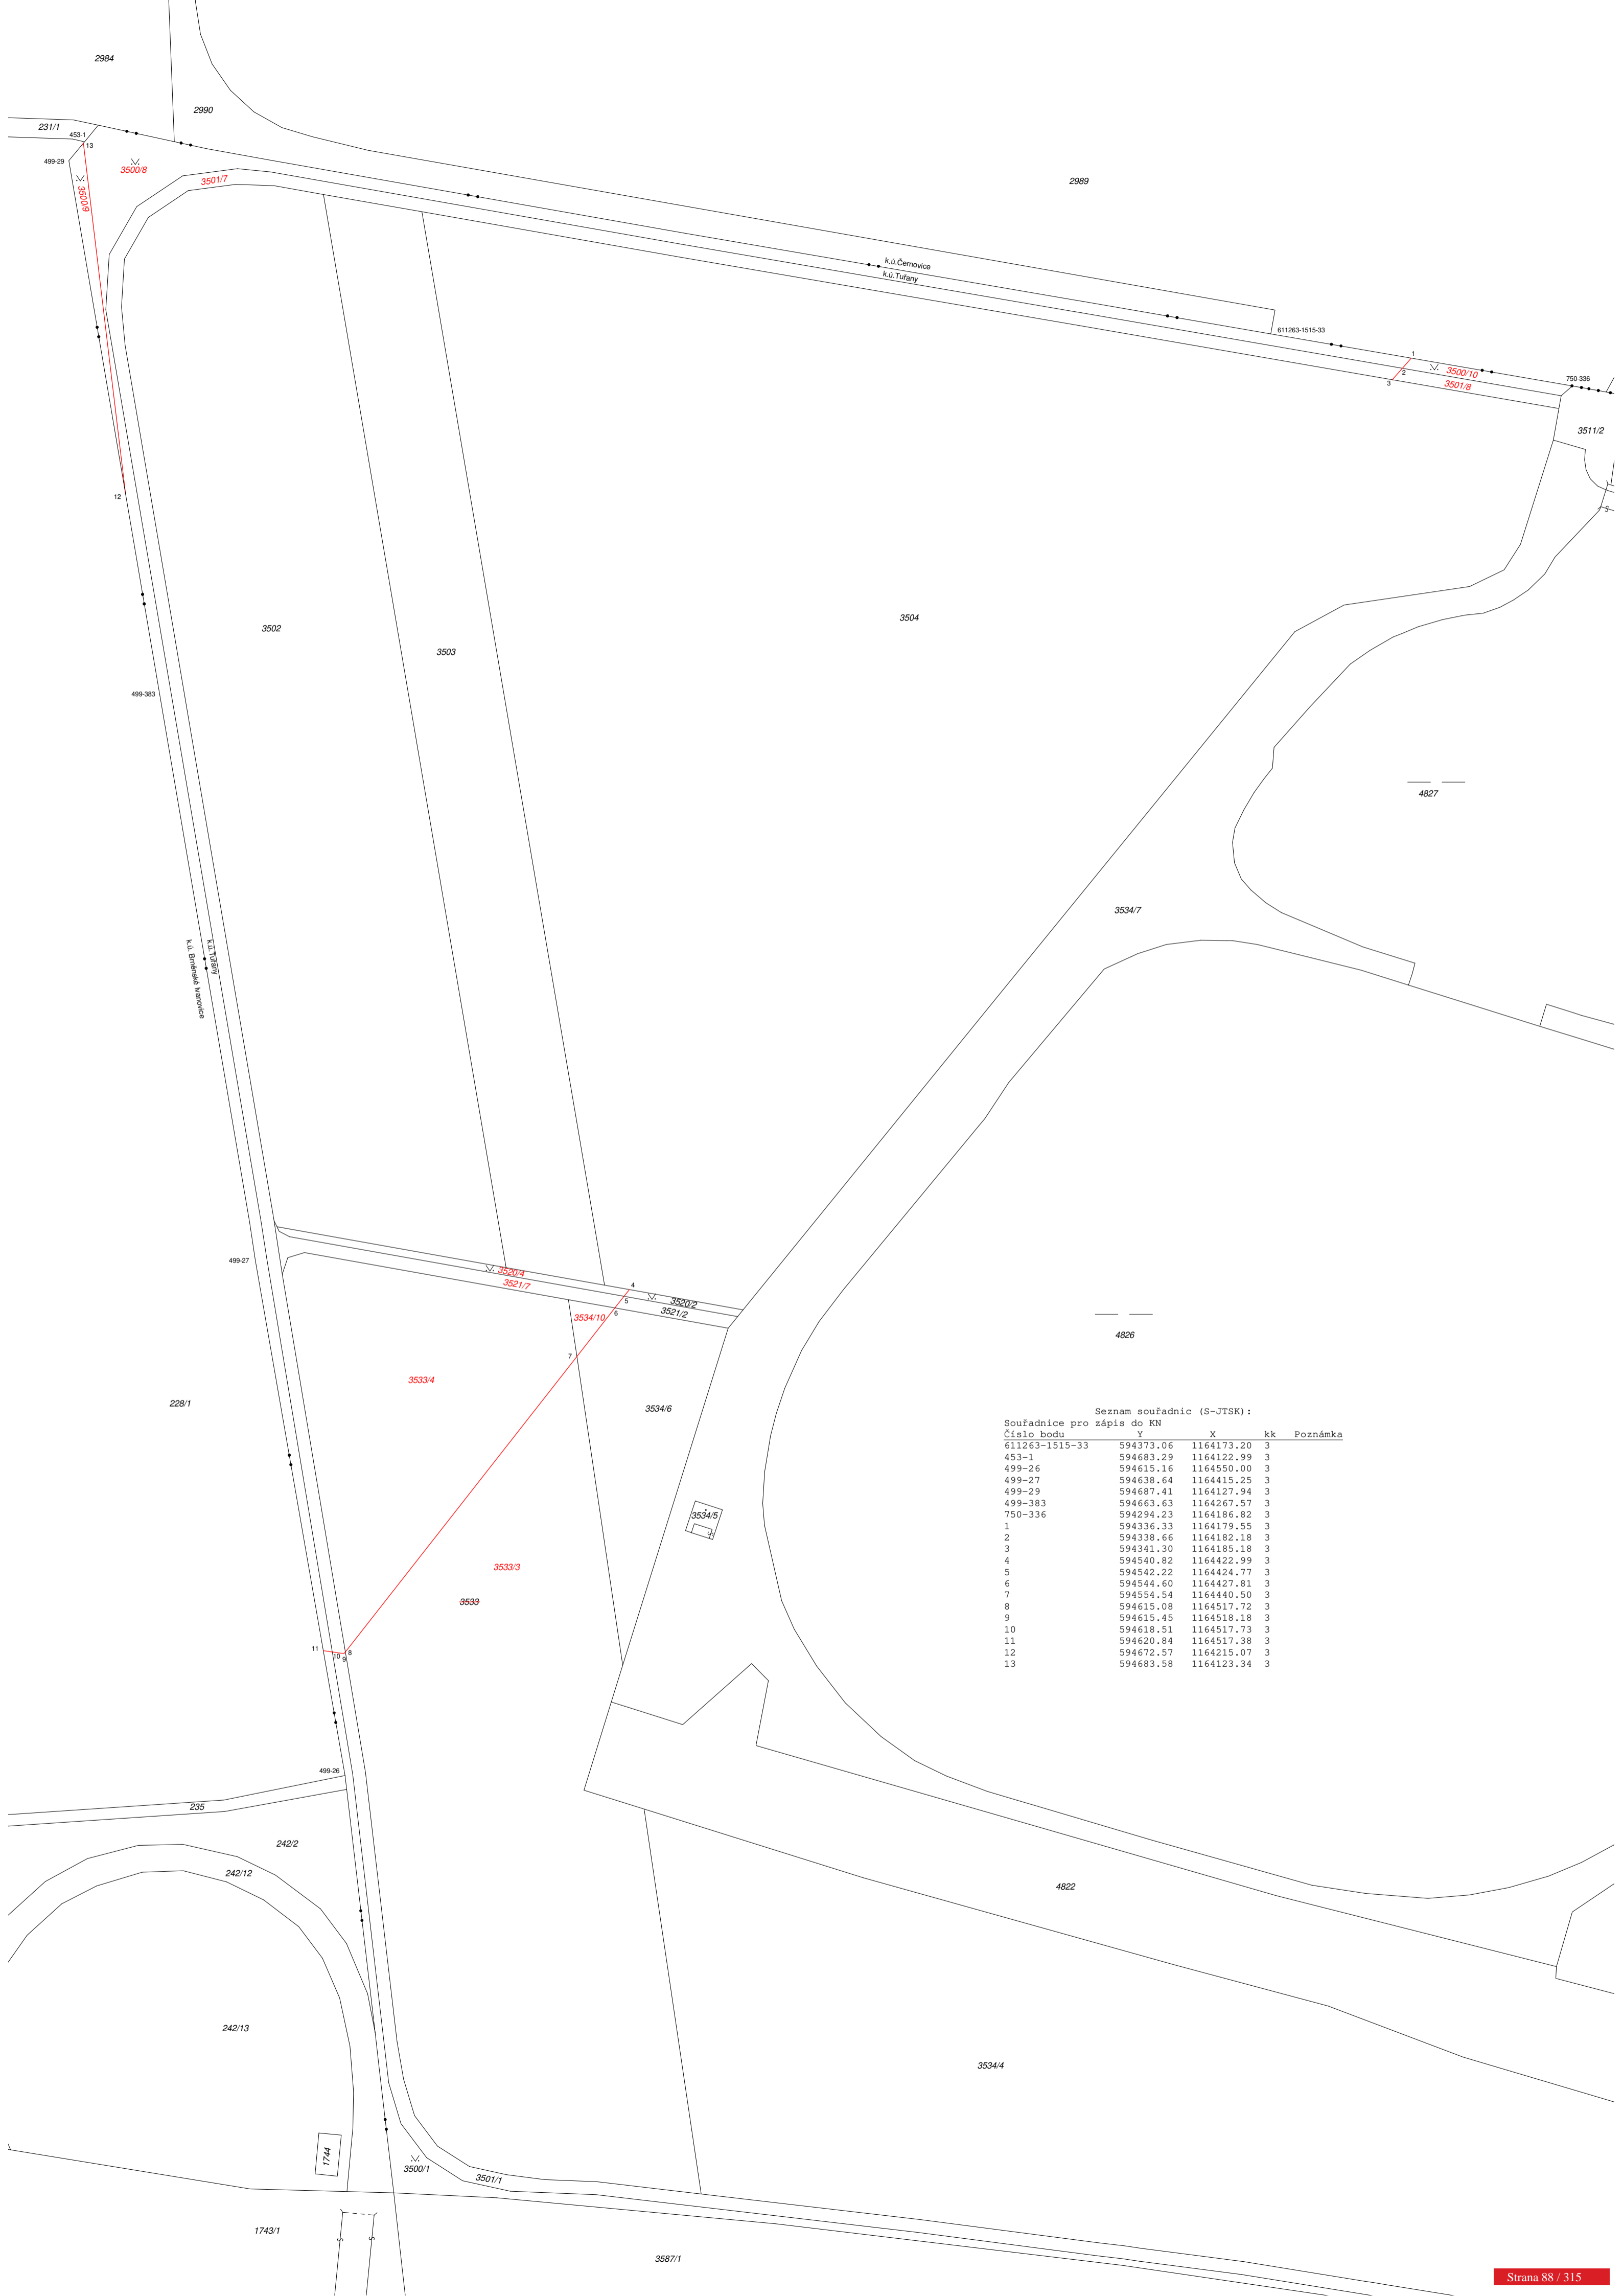 2984
2990
231/1
453-1
13
499-29
3500/8
3500/9
3501/7
2989
k.ú.Černovice
k.ú.Tuřany
611263-1515-33
1
2
3
3500/10
3501/8
750-336
3511/2
12
3502
3503
3504
499-383
4827
3534/7
k.ú. Brněnské Ivanovice
k.ú.Tuřany
499-27
3520/4
3521/7
4
5
6
3520/2
3521/2
3534/10
7
3533/4
3534/6
228/1
4826
Seznam souřadnic (S-JTSK):
Souřadnice pro zápis do KN
Číslo bodu Y X kk Poznámka
611263-1515-33 594373.06 1164173.20 3
453-1 594683.29 1164122.99 3
499-26 594615.16 1164550.00 3
499-27 594638.64 1164415.25 3
499-29 594687.41 1164127.94 3
499-383 594663.63 1164267.57 3
750-336 594294.23 1164186.82 3
1 594336.33 1164179.55 3
2 594338.66 1164182.18 3
3 594341.30 1164185.18 3
4 594540.82 1164422.99 3
5 594542.22 1164424.77 3
6 594544.60 1164427.81 3
7 594554.54 1164440.50 3
8 594615.08 1164517.72 3
9 594615.45 1164518.18 3
10 594618.51 1164517.73 3
11 594620.84 1164517.38 3
12 594672.57 1164215.07 3
13 594683.58 1164123.34 3
3534/5
3533/3
3533
11
10
9
8
499-26
235
242/2
242/12
4822
242/13
3534/4
1744
3500/1
3501/1
1743/1
3587/1
Strana 88 / 315